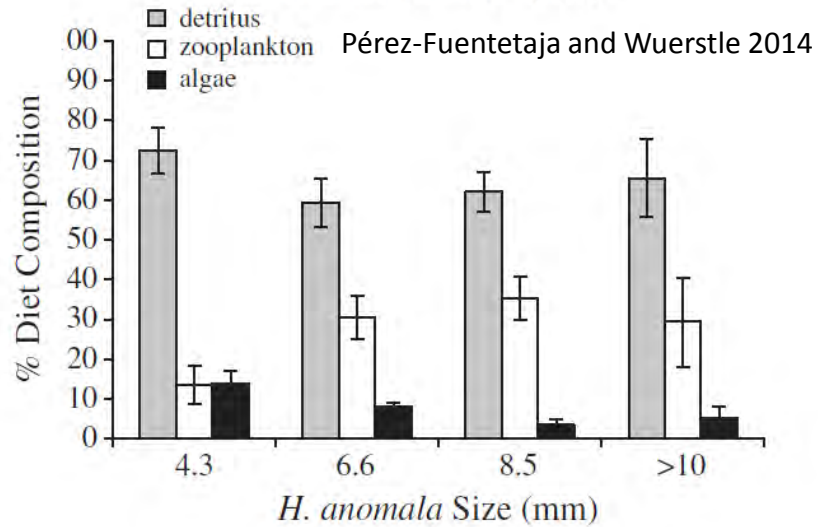 detritus
zooplankton
algae
Pérez-Fuentetaja and Wuerstle 2014
% Diet Composition
00
90
80
70
60
50
40
30
20
10
0
4.3 6.6 8.5 >10
H. anomala Size (mm)